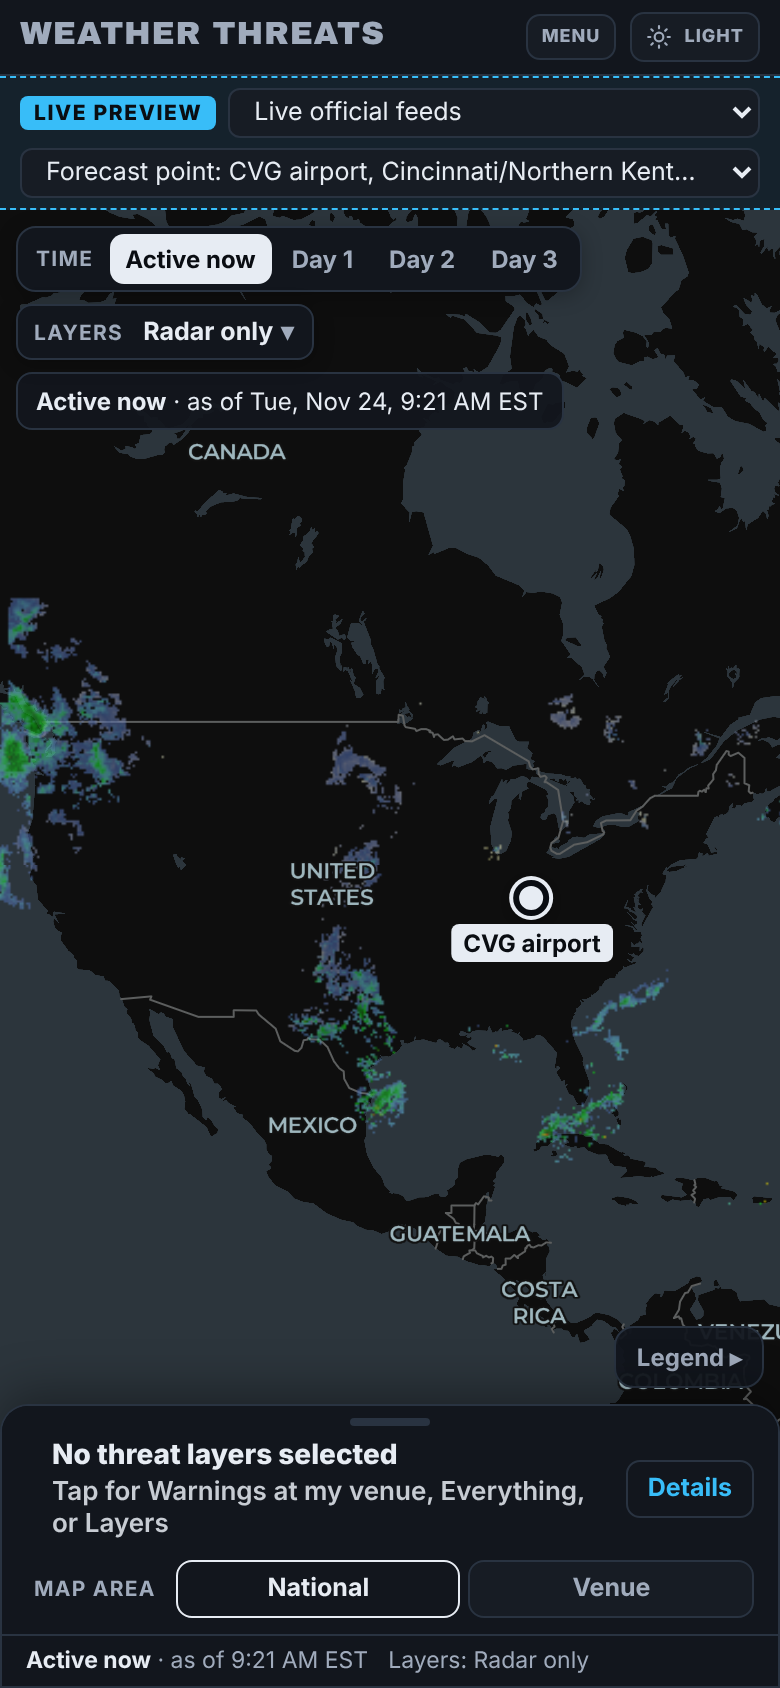 WEATHER THREATS
MENU
LIGHT
LIVE PREVIEW
Live official feeds
Forecast point: CVG airport, Cincinnati/Northern Kent...
TIME
Active now
Day 1
Day 2
Day 3
LAYERS
Radar only ▾
Active now · as of Tue, Nov 24, 9:21 AM EST
CANADA
UNITED
STATES
CVG airport
MEXICO
GUATEMALA
COSTA
RICA
VENEZU
Legend ▸
COLOMBIA
No threat layers selected
Tap for Warnings at my venue, Everything,
or Layers
Details
MAP AREA
National
Venue
Active now · as of 9:21 AM EST
Layers: Radar only